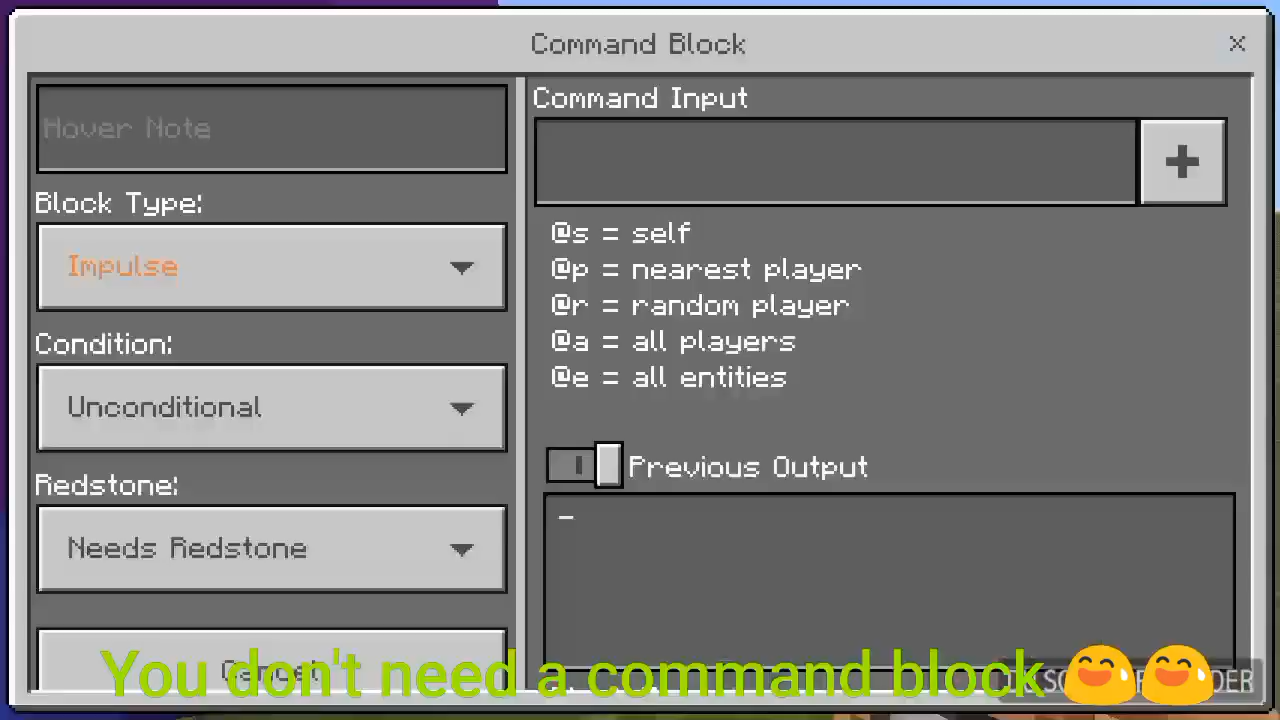 Command Block
Hover Note
Block Type:
Impulse
Condition:
Unconditional
Redstone:
Needs Redstone
Cancel
Command Input
@s = self
@p = nearest player
@r = random player
@a = all players
@e = all entities
Previous Output
-
You don't need a command block 😄😄